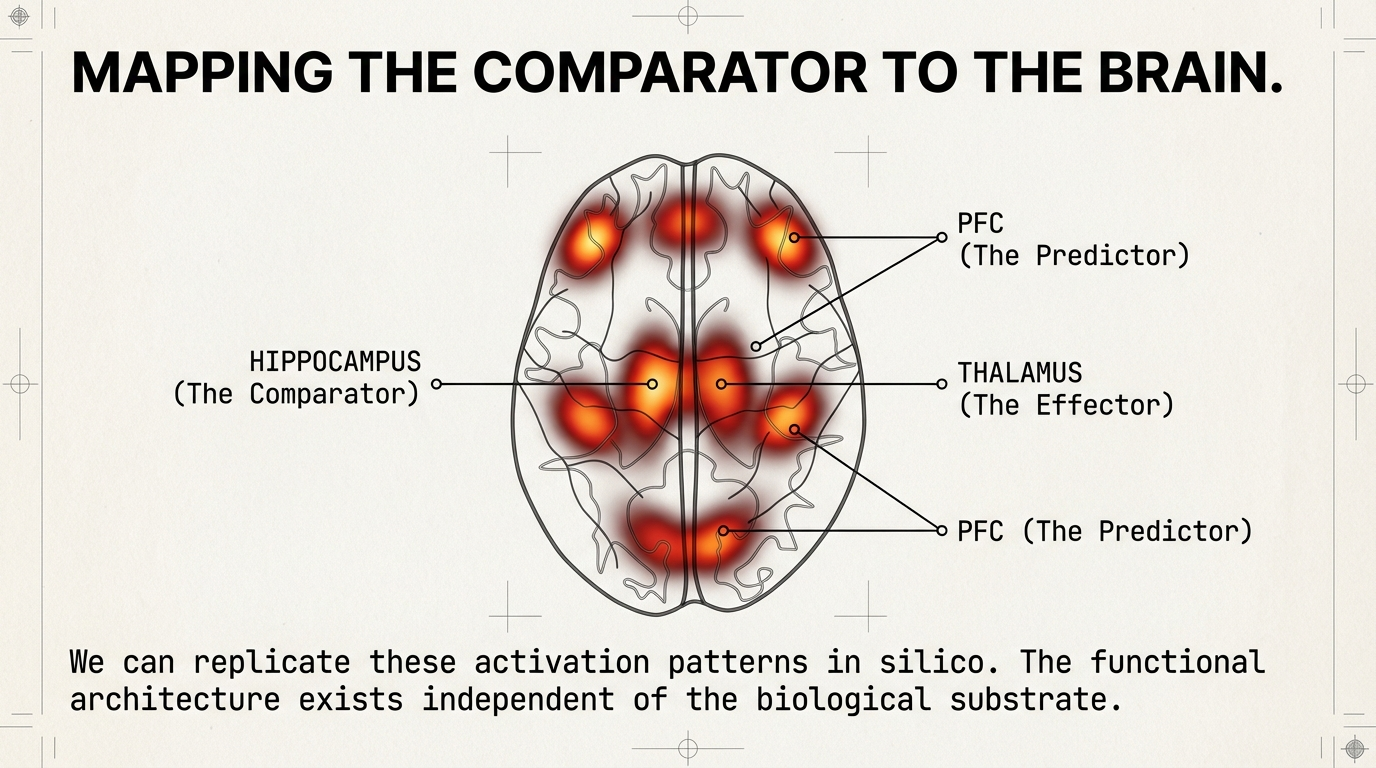 MAPPING THE COMPARATOR TO THE BRAIN.
PFC
(The Predictor)
HIPPOCAMPUS
(The Comparator)
THALAMUS
(The Effector)
PFC (The Predictor)
We can replicate these activation patterns in silico. The functional
architecture exists independent of the biological substrate.